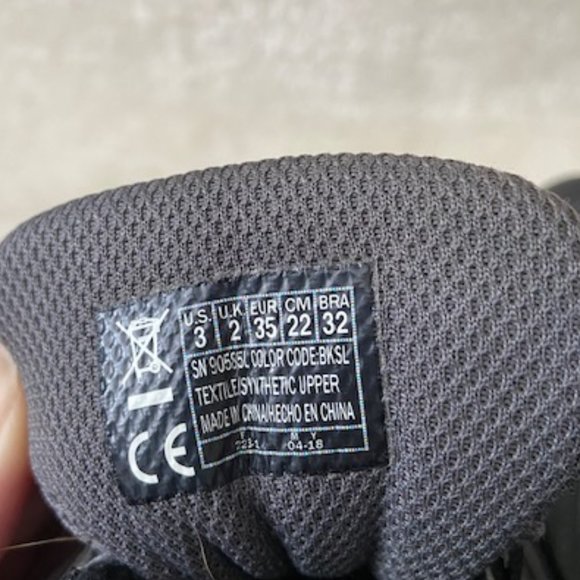 U.S. U.K. EUR CM BRA
3 2 35 22 32
SN 90585L COLOR CODE:BKSL
TEXTILE/SYNTHETIC UPPER
MADE IN CHINA/HECHO EN CHINA
M Y
04-18
CE